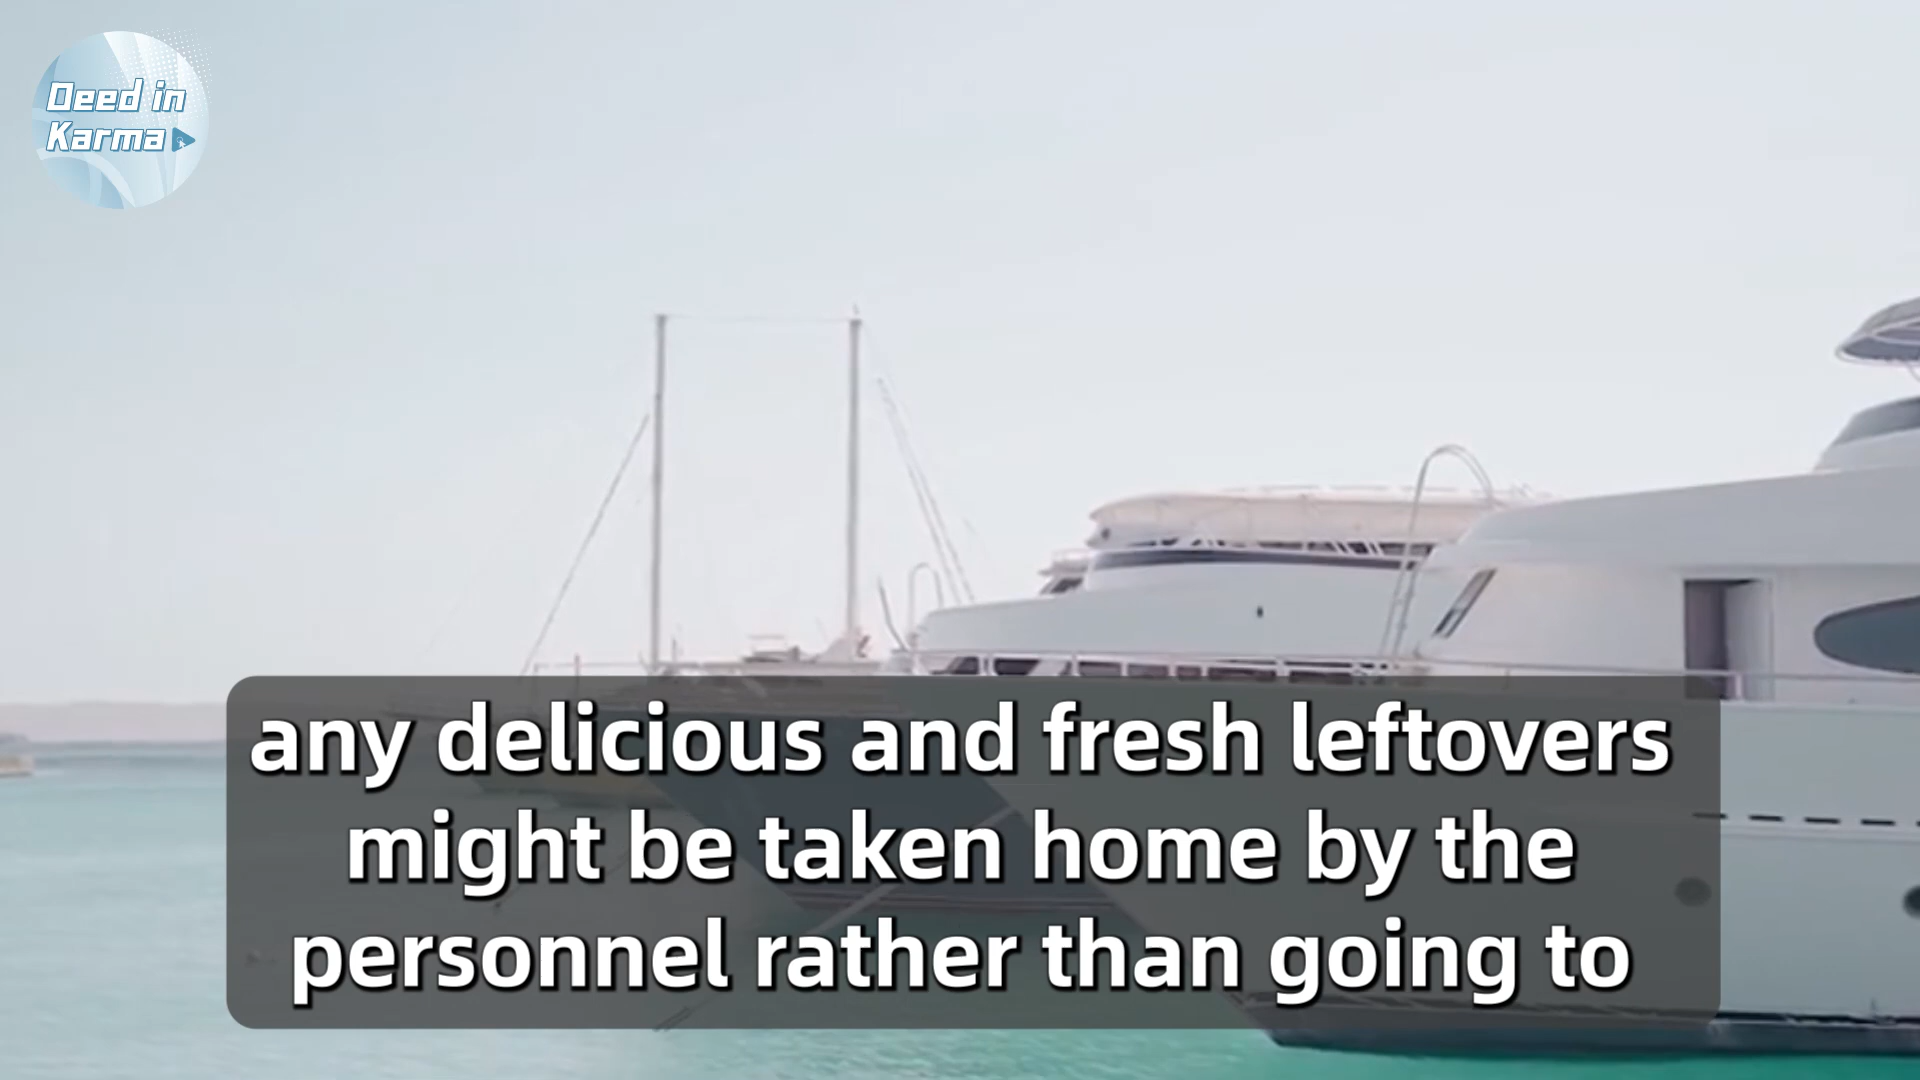 Deed in
Karma
any delicious and fresh leftovers
might be taken home by the
personnel rather than going to